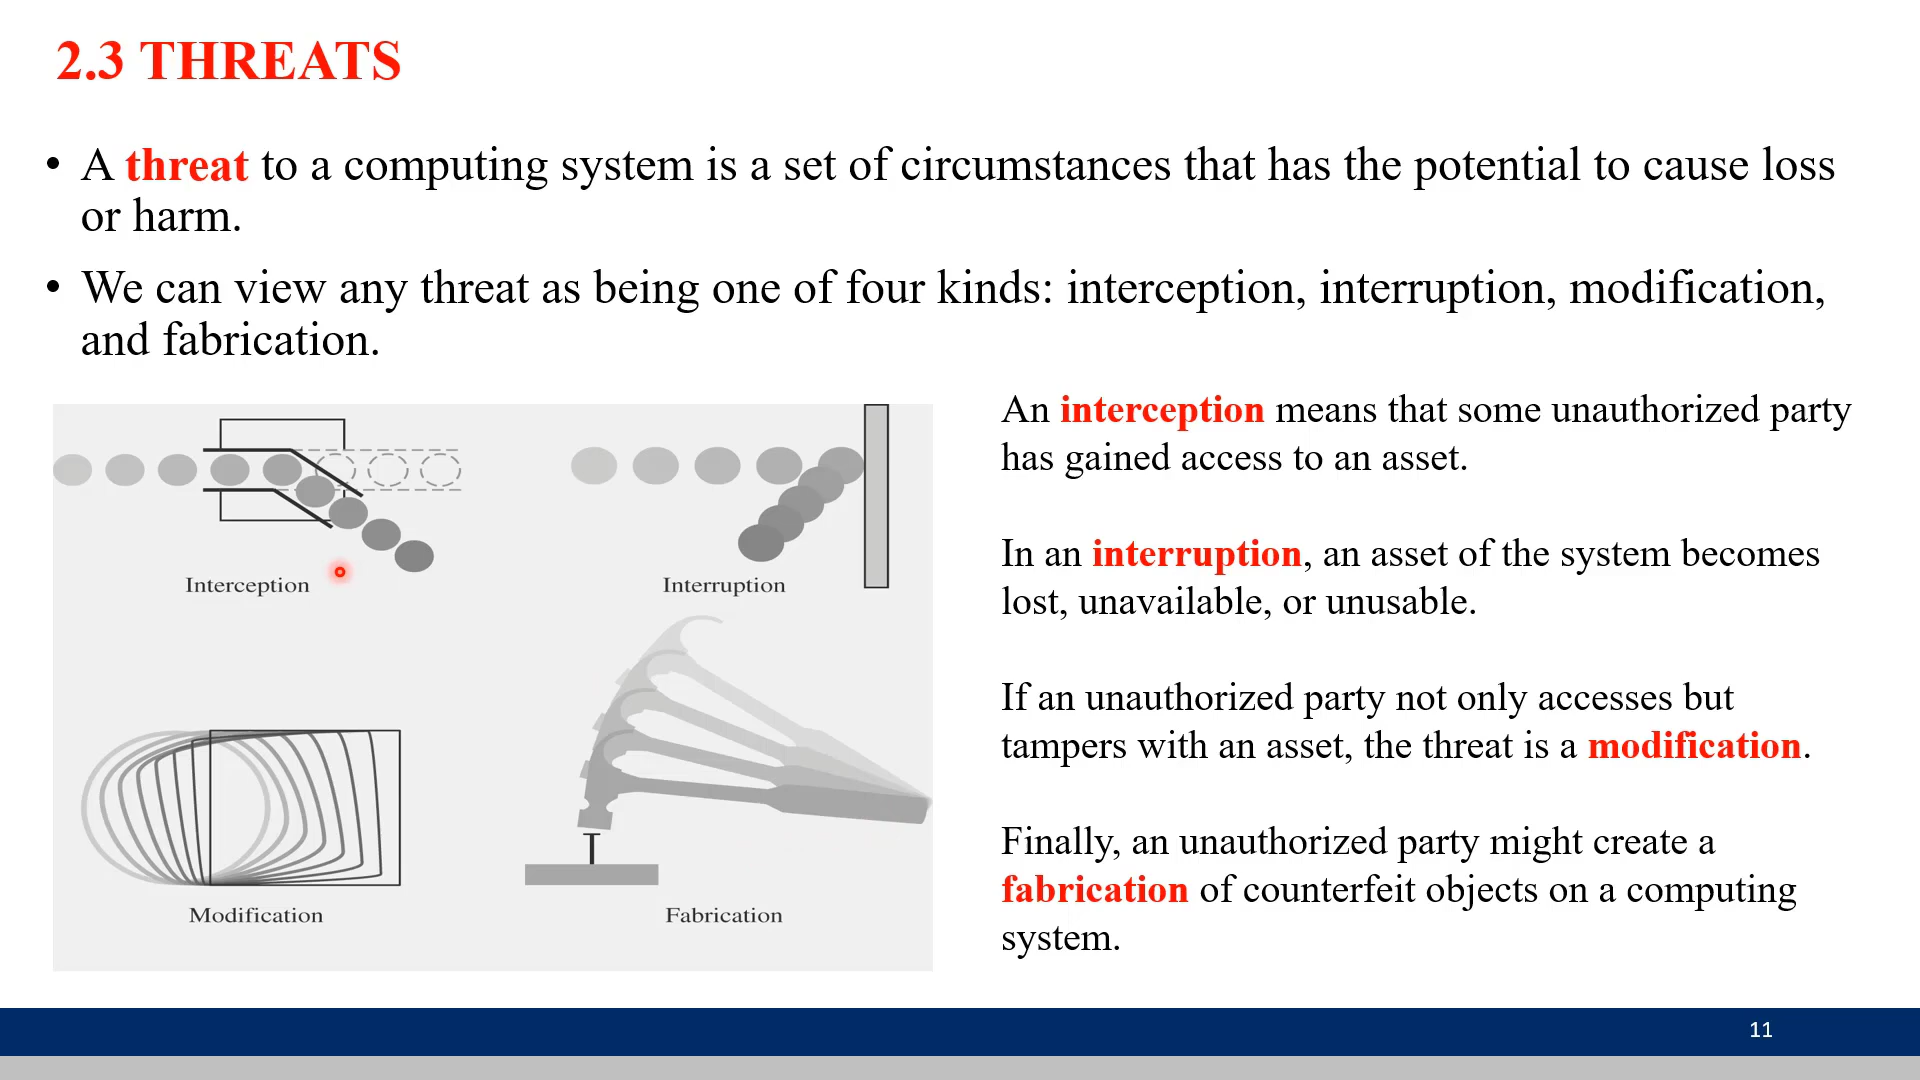 2.3 THREATS
• A threat to a computing system is a set of circumstances that has the potential to cause loss
or harm.
• We can view any threat as being one of four kinds: interception, interruption, modification,
and fabrication.
Interception
Interruption
Modification
Fabrication
An interception means that some unauthorized party
has gained access to an asset.
In an interruption, an asset of the system becomes
lost, unavailable, or unusable.
If an unauthorized party not only accesses but
tampers with an asset, the threat is a modification.
Finally, an unauthorized party might create a
fabrication of counterfeit objects on a computing
system.
11